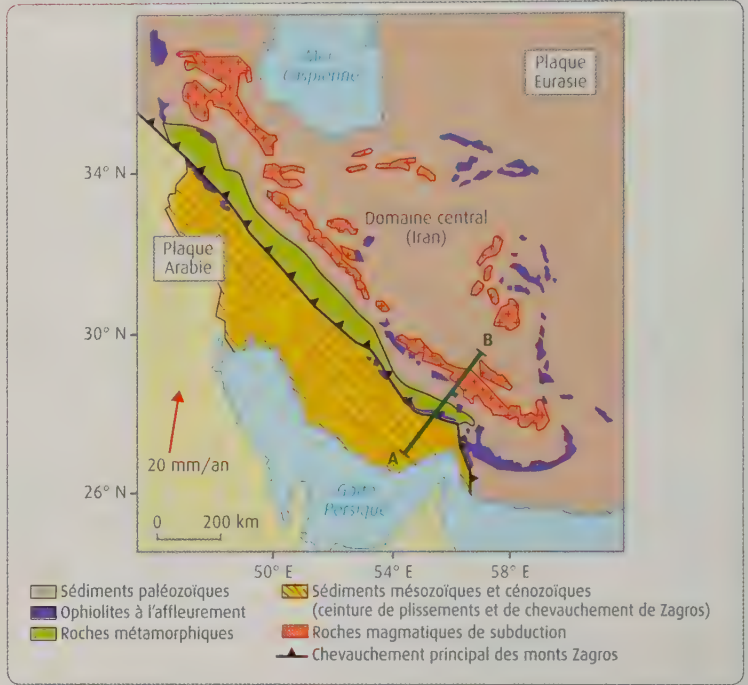 Mer
Caspienne
Plaque
Eurasie
34° N
Domaine central
(Iran)
Plaque
Arabie
30° N
B
20 mm/an
A
26° N
Golfe
Persique
0 200 km
50° E 54° E 58° E
Sédiments paléozoïques
Ophiolites à l'affleurement
Roches métamorphiques
Sédiments mésozoïques et cénozoïques
(ceinture de plissements et de chevauchement de Zagros)
Roches magmatiques de subduction
Chevauchement principal des monts Zagros